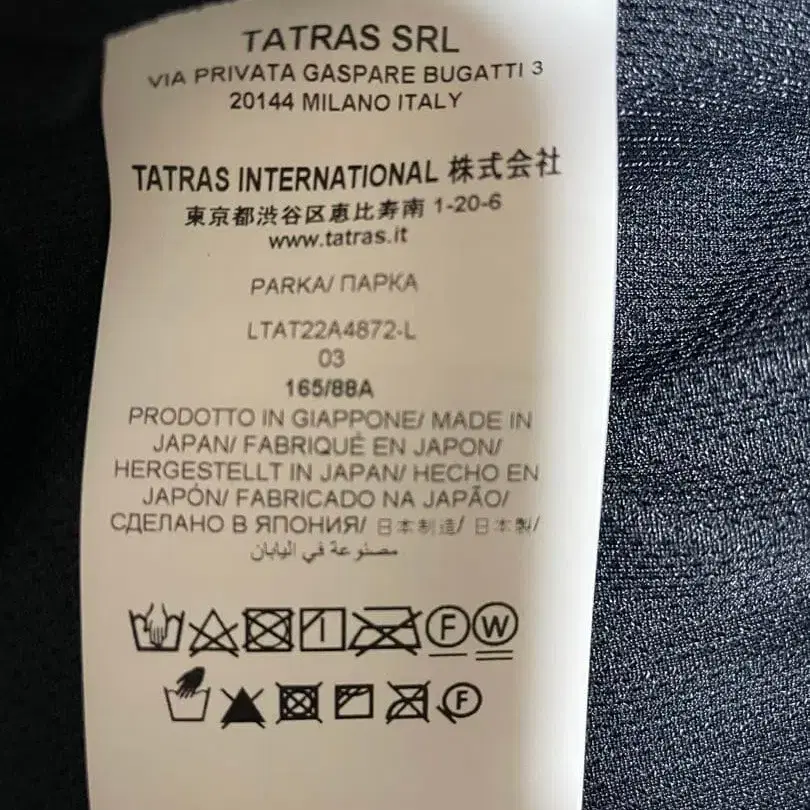 TATRAS SRL
VIA PRIVATA GASPARE BUGATTI 3
20144 MILANO ITALY
TATRAS INTERNATIONAL 株式会社
東京都渋谷区恵比寿南 1-20-6
www.tatras.it
PARKA/ ПАРКА
LTAT22A4872-L
03
165/88A
PRODOTTO IN GIAPPONE/ MADE IN
JAPAN/ FABRIQUÉ EN JAPON/
HERGESTELLT IN JAPAN/ HECHO EN
JAPÓN/ FABRICADO NA JAPÃO/
СДЕЛАНО В ЯПОНИЯ/ 日本制造/ 日本製/
مصنوعة في اليابان
F W
F